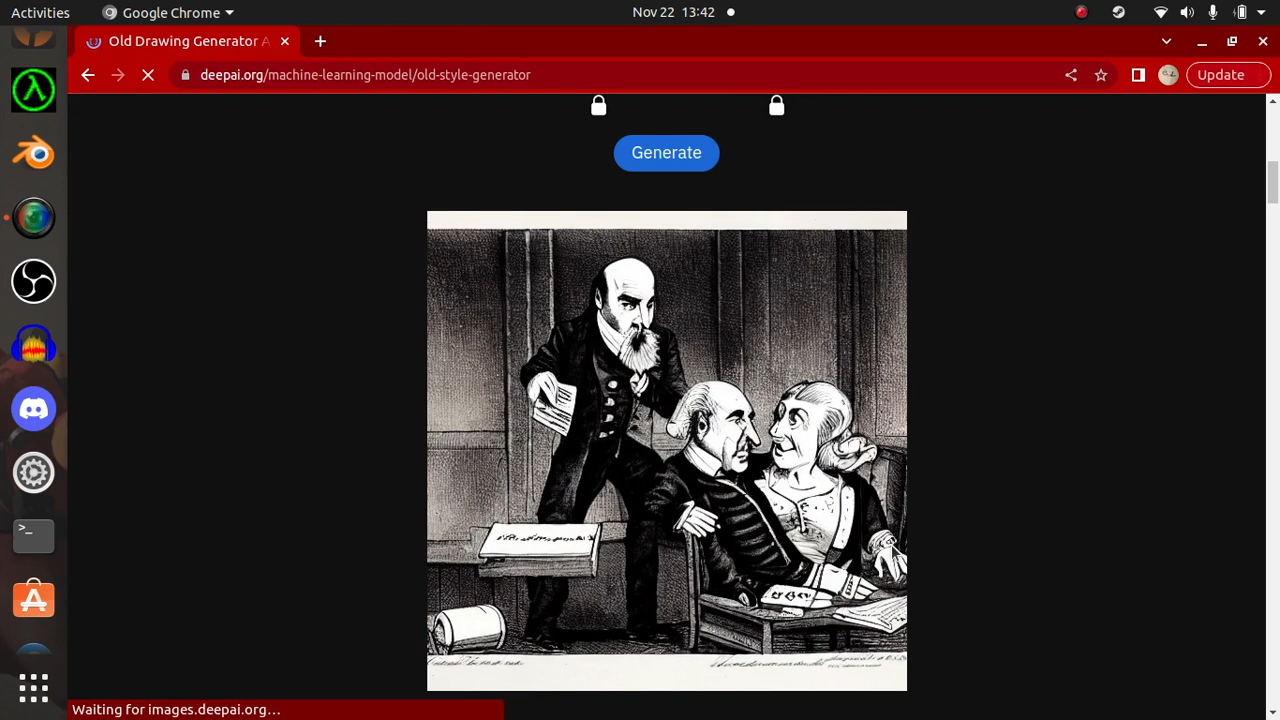 Activities
Google Chrome
Nov 22 13:42
Old Drawing Generator A
deepai.org/machine-learning-model/old-style-generator
Update
Generate
>_
Waiting for images.deepai.org…